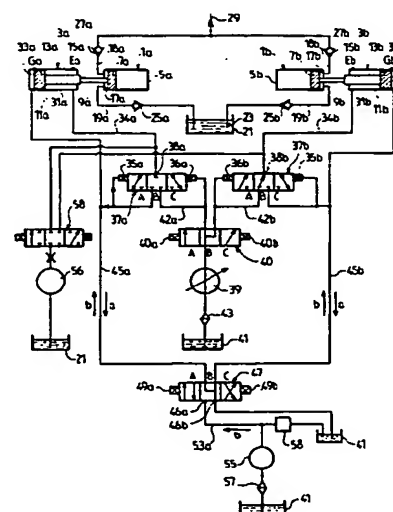 27a 29 27b
33a 13a 3a 15a 18a 1a 1b 18b 15b 3b 13b
Ga Ea 7a 5a 5b 7b 17b Eb
11a 31a 9a 17a 23 9b 31b 11b
19a 25a 21 25b 19b
34a 34b
38a 38b
35a 36a 36b 37b 35b
58 A B C A B C
37a 42a 42b
40a 40b
A B C 40
56 45a 39 45b
b a 43 b a
21 41
A B C 47
49a 49b
46a
46b 58 41
53a b
55
57 41